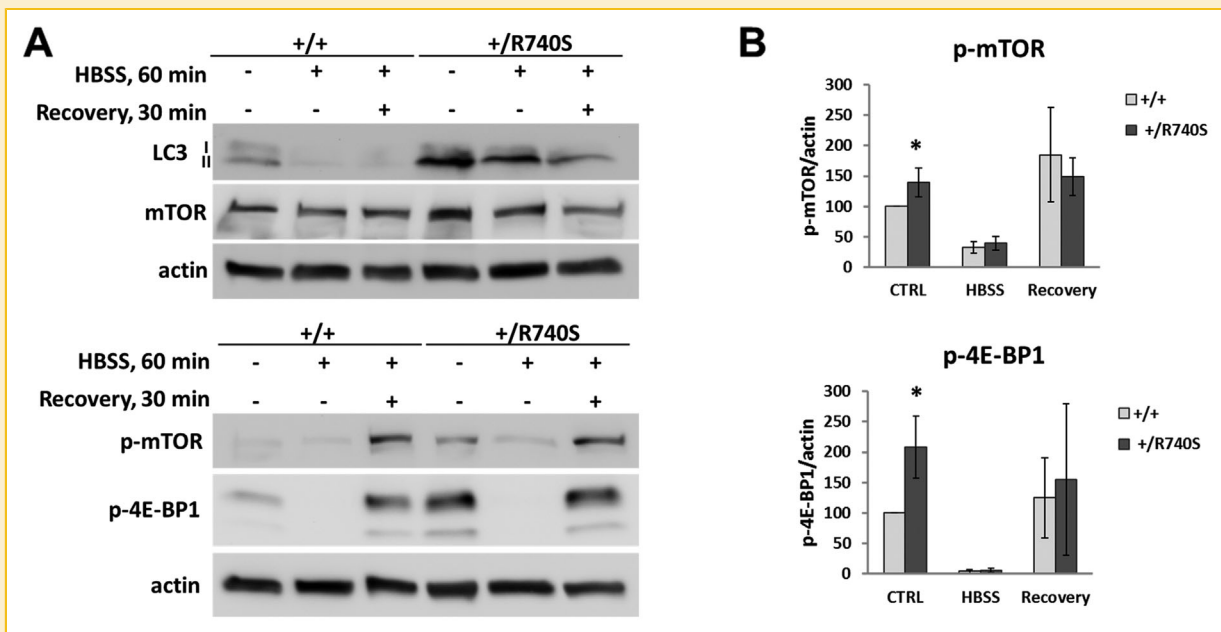 A
+/+ +/R740S
HBSS, 60 min - + + - + +
Recovery, 30 min - - + - - +
LC3 I
II
mTOR
actin
+/+ +/R740S
HBSS, 60 min - + + - + +
Recovery, 30 min - - + - - +
p-mTOR
p-4E-BP1
actin
B
p-mTOR
300
250
200
150
100
50
0
p-mTOR/actin
*
+/+
+/R740S
CTRL HBSS Recovery
p-4E-BP1
300
250
200
150
100
50
0
p-4E-BP1/actin
*
+/+
+/R740S
CTRL HBSS Recovery